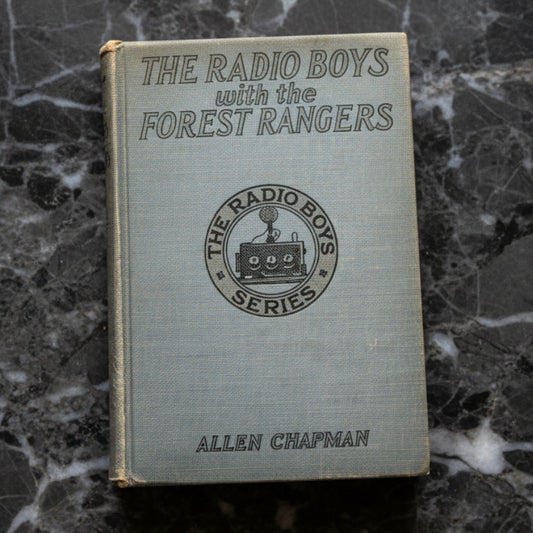 THE RADIO BOYS
with the
FOREST RANGERS
THE RADIO BOYS
SERIES
ALLEN CHAPMAN